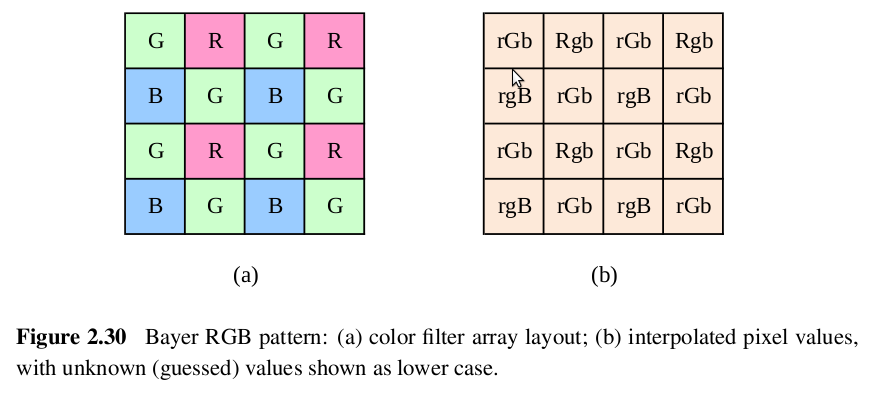 G R G R rGb Rgb rGb Rgb
B G B G rgB rGb rgB rGb
G R G R rGb Rgb rGb Rgb
B G B G rgB rGb rgB rGb
(a) (b)
Figure 2.30 Bayer RGB pattern: (a) color filter array layout; (b) interpolated pixel values,
with unknown (guessed) values shown as lower case.